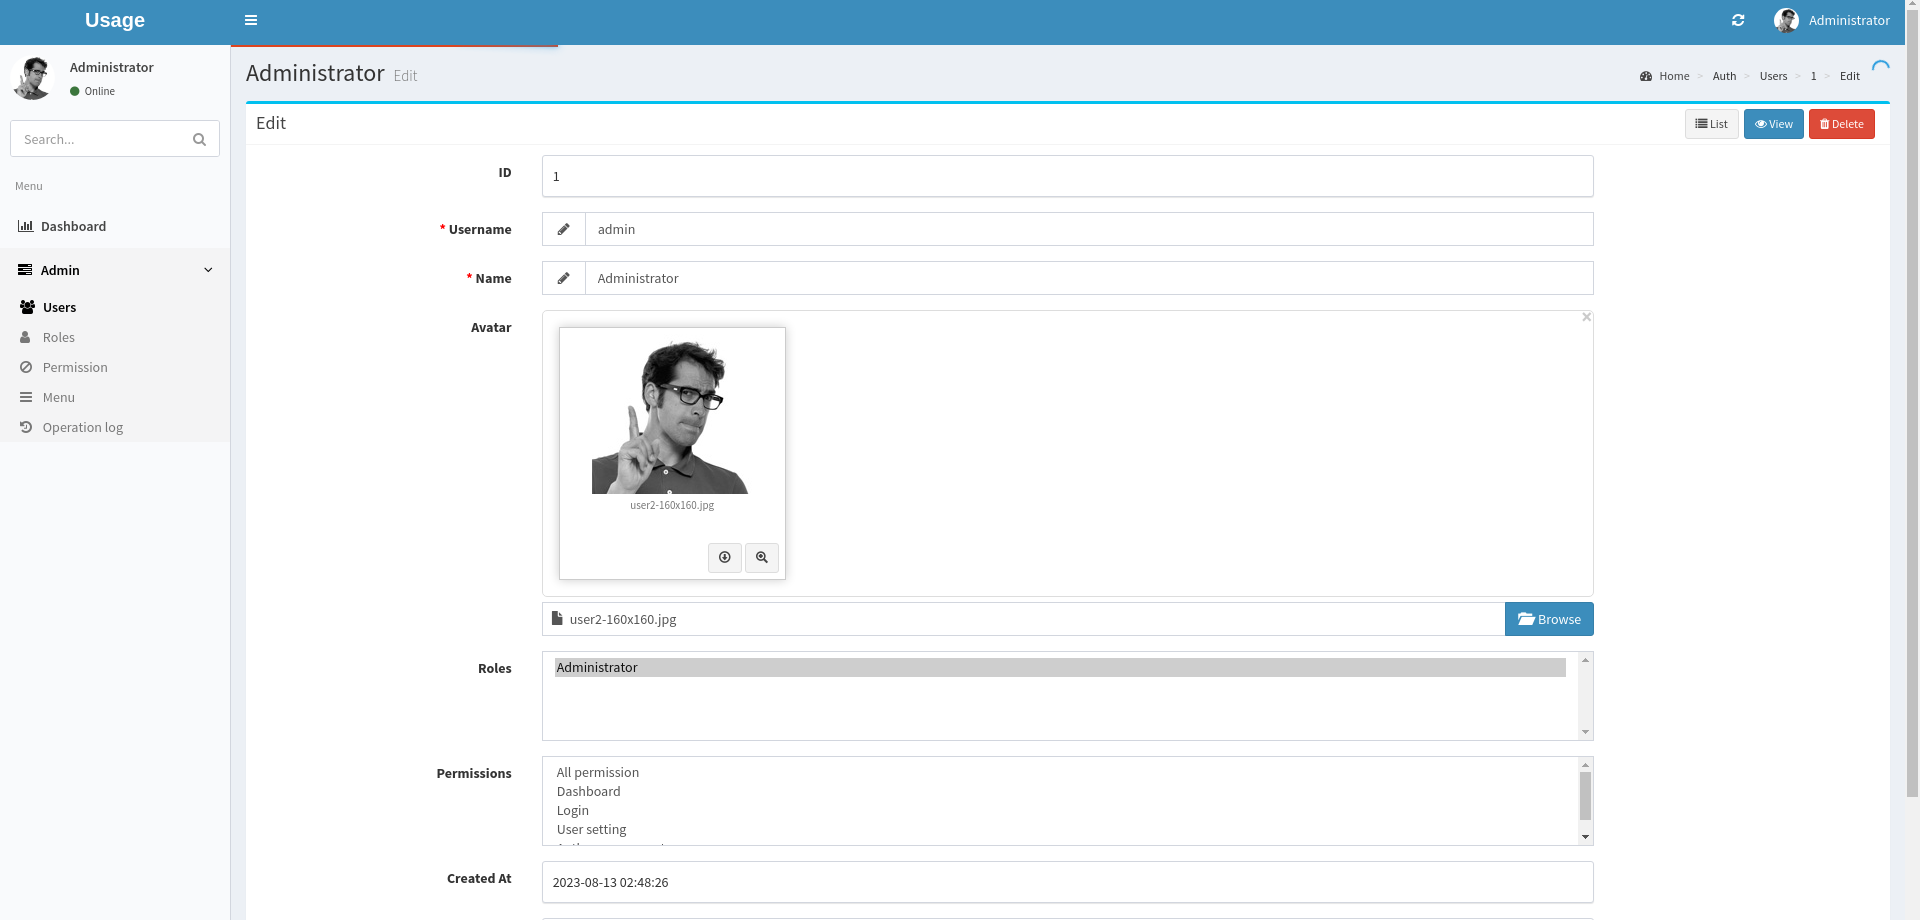 Usage
Administrator
Administrator
Online
Search...
Menu
Dashboard
Admin
Users
Roles
Permission
Menu
Operation log
Administrator Edit
Home > Auth > Users > 1 > Edit
Edit
List
View
Delete
ID
1
* Username
admin
* Name
Administrator
Avatar
×
user2-160x160.jpg
user2-160x160.jpg
Browse
Roles
Administrator
Permissions
All permission
Dashboard
Login
User setting
Created At
2023-08-13 02:48:26